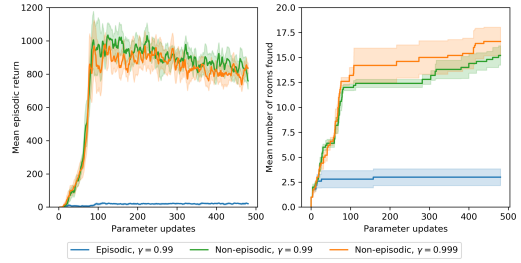 1200
1000
800
600
400
200
0
Mean episodic return
0 100 200 300 400 500
Parameter updates
20.0
17.5
15.0
12.5
10.0
7.5
5.0
2.5
0.0
Mean number of rooms found
0 100 200 300 400 500
Parameter updates
Episodic, γ = 0.99 Non-episodic, γ = 0.99 Non-episodic, γ = 0.999